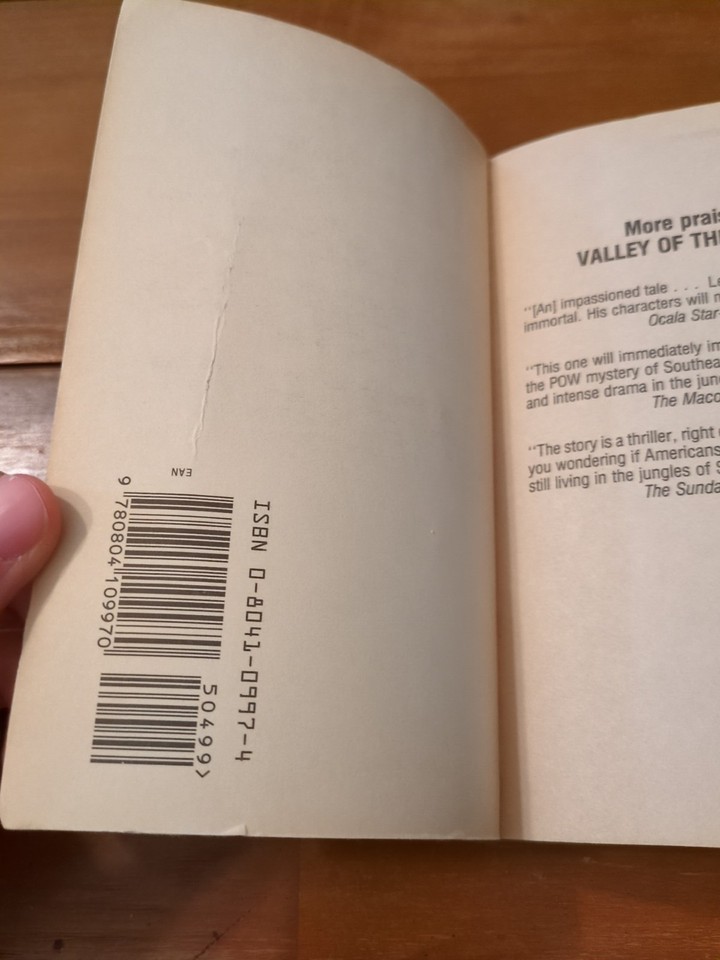 EAN
9 780804 109970
50499>
ISBN 0-8041-0997-4
More prais
VALLEY OF TH
"[An] impassioned tale . . . Le
immortal. His characters will
Ocala Star-
"This one will immediately im
the POW mystery of Southea
and intense drama in the jun
The Maco
"The story is a thriller, right
you wondering if Americans
still living in the jungles of S
The Sunda